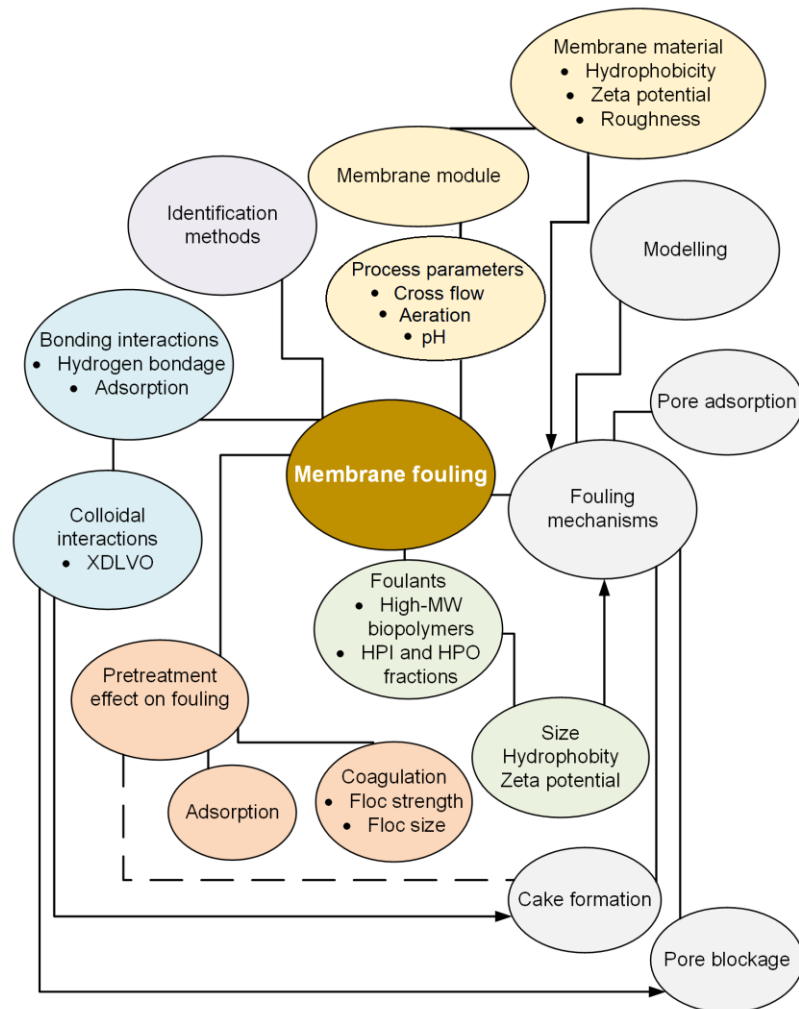 Membrane material
• Hydrophobicity
• Zeta potential
• Roughness
Membrane module
Identification
methods
Modelling
Process parameters
• Cross flow
• Aeration
• pH
Bonding interactions
• Hydrogen bondage
• Adsorption
Pore adsorption
Membrane fouling
Fouling
mechanisms
Colloidal
interactions
• XDLVO
Foulants
• High-MW
biopolymers
• HPI and HPO
fractions
Pretreatment
effect on fouling
Size
Hydrophobity
Zeta potential
Coagulation
• Floc strength
• Floc size
Adsorption
Cake formation
Pore blockage